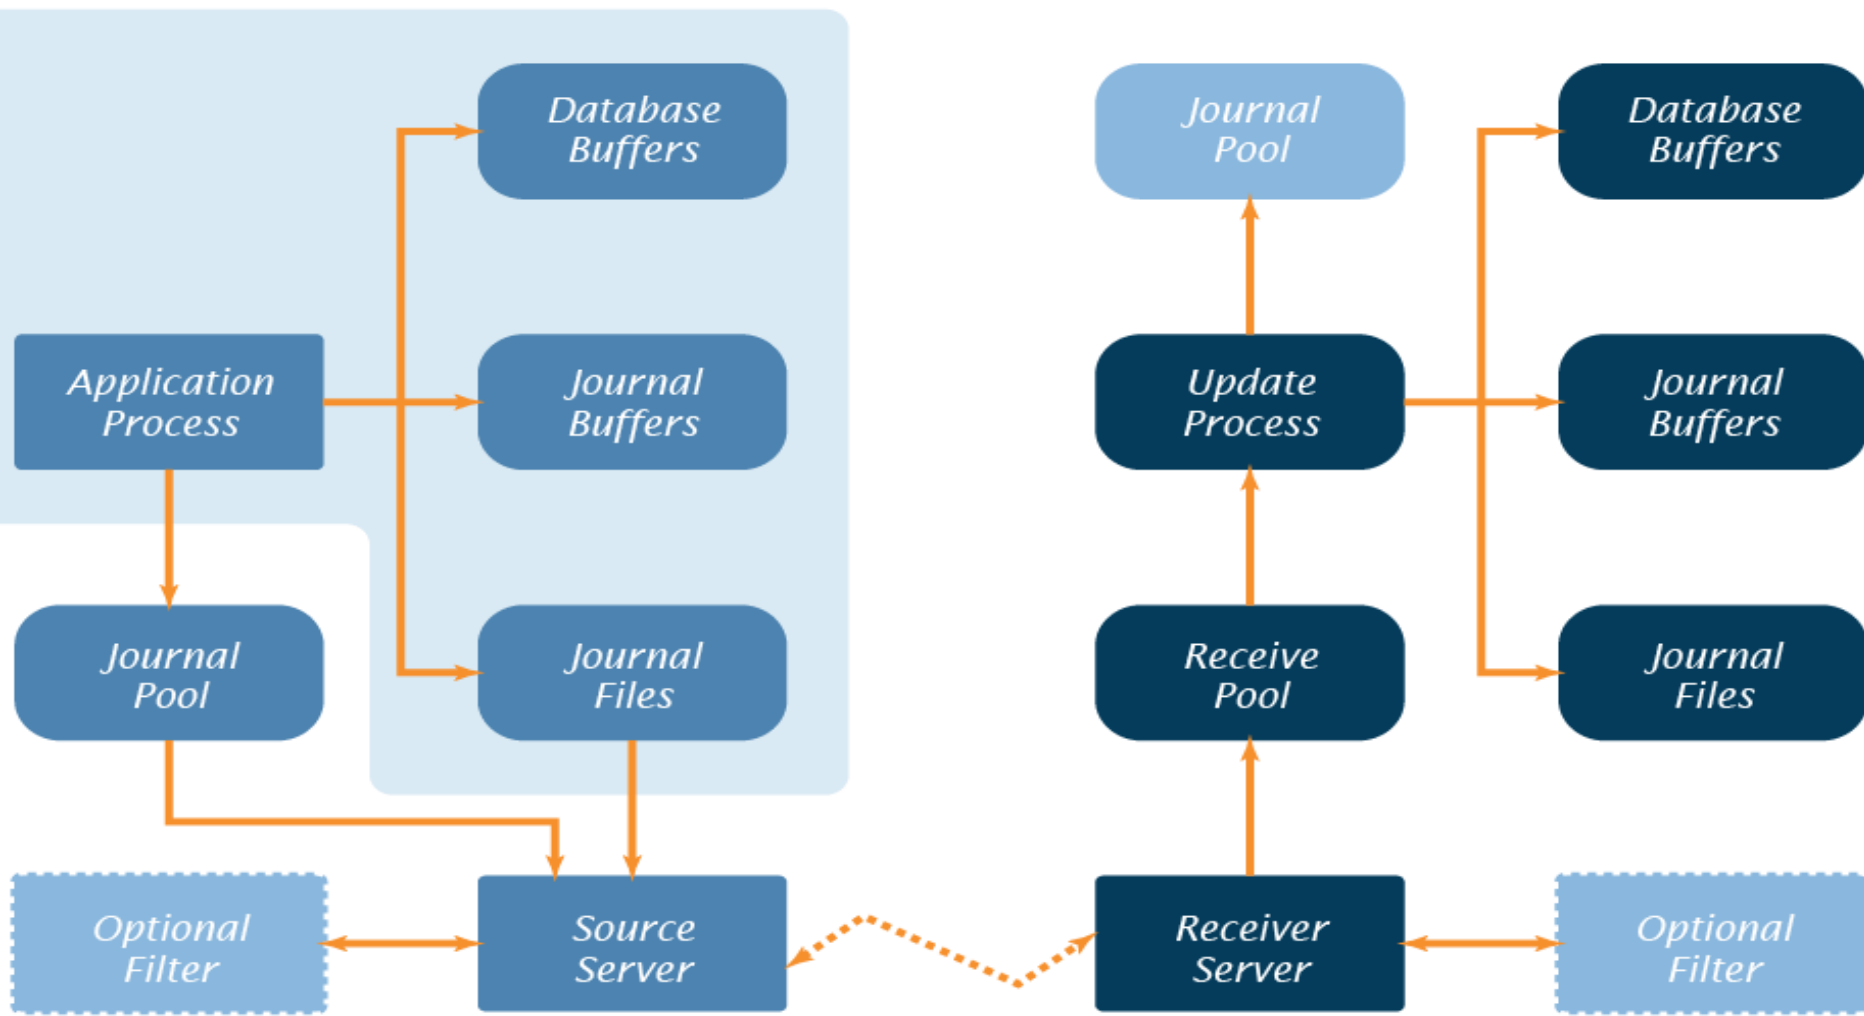 Database
Buffers
Journal
Pool
Database
Buffers
Application
Process
Journal
Buffers
Update
Process
Journal
Buffers
Journal
Pool
Journal
Files
Receive
Pool
Journal
Files
Optional
Filter
Source
Server
Receiver
Server
Optional
Filter